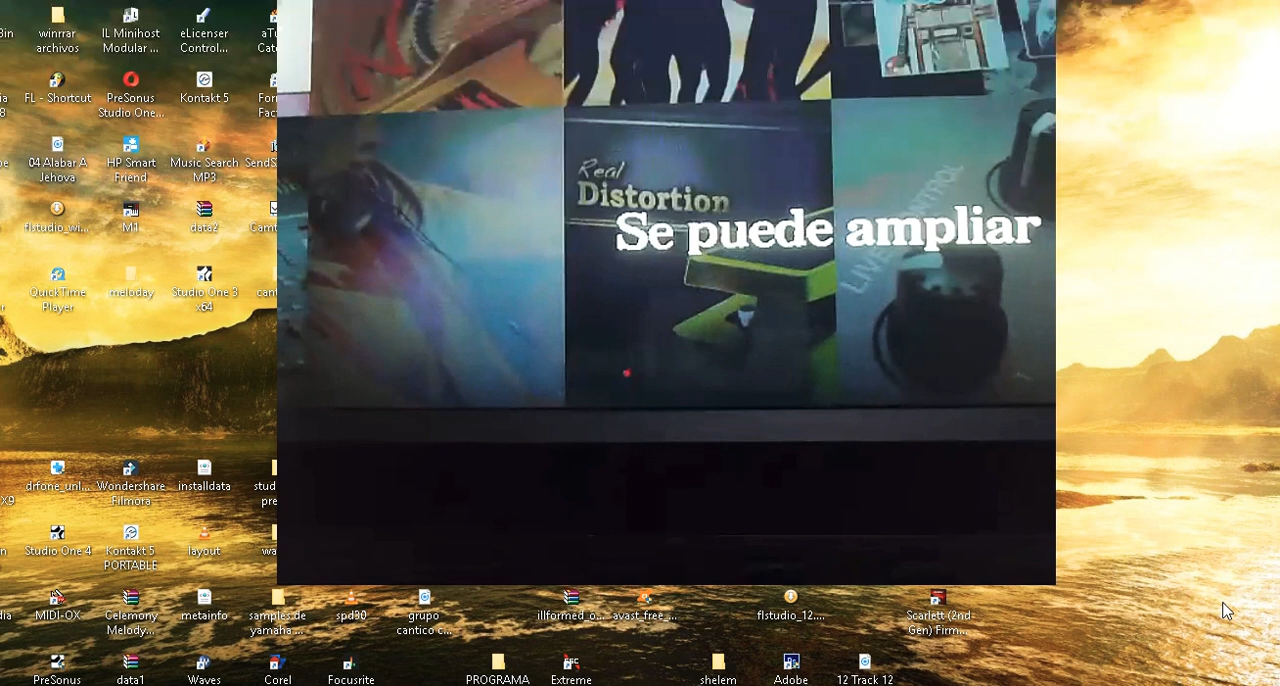 winrrar
archivos
IL Minihost
Modular ...
eLicenser
Control...
FL - Shortcut
PreSonus
Studio One...
Kontakt 5
04 Alabar A
Jehova
HP Smart
Friend
Music Search
MP3
flstudio_wi...
M1
data2
QuickTime
Player
meloday
Studio One 3
x64
Real
Distortion
Se puede ampliar
drfone_unl...
Wondershare
Filmora
installdata
X9
Studio One 4
Kontakt 5
PORTABLE
layout
MIDI-OX
Celemony
Melody...
metainfo
samples de
yamaha ...
spd30
grupo
cantico c...
illformed_o...
avast_free_...
flstudio_12....
Scarlett (2nd-
Gen) Firm...
PreSonus
data1
Waves
Corel
Focusrite
PROGRAMA
Extreme
shelem
Adobe
12 Track 12